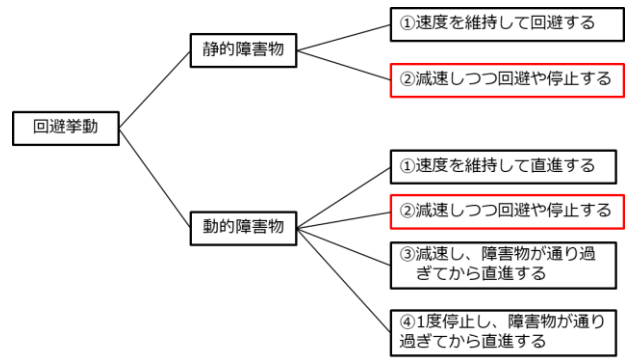 回避挙動
静的障害物
①速度を維持して回避する
②減速しつつ回避や停止する
動的障害物
①速度を維持して直進する
②減速しつつ回避や停止する
③減速し、障害物が通り過
ぎてから直進する
④1度停止し、障害物が通り
過ぎてから直進する